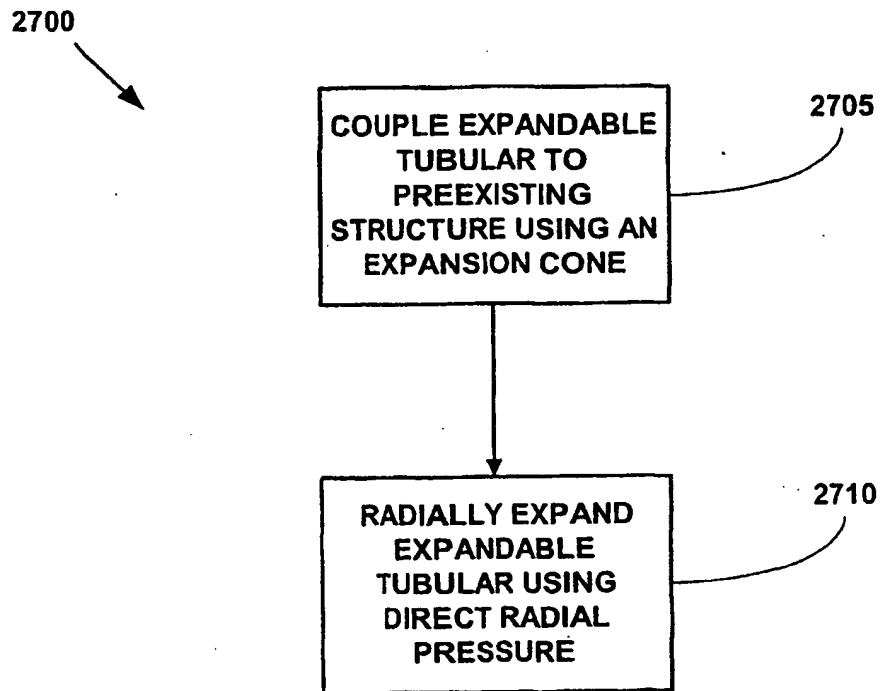 2700
COUPLE EXPANDABLE
TUBULAR TO
PREEXISTING
STRUCTURE USING AN
EXPANSION CONE
2705
RADIALLY EXPAND
EXPANDABLE
TUBULAR USING
DIRECT RADIAL
PRESSURE
2710